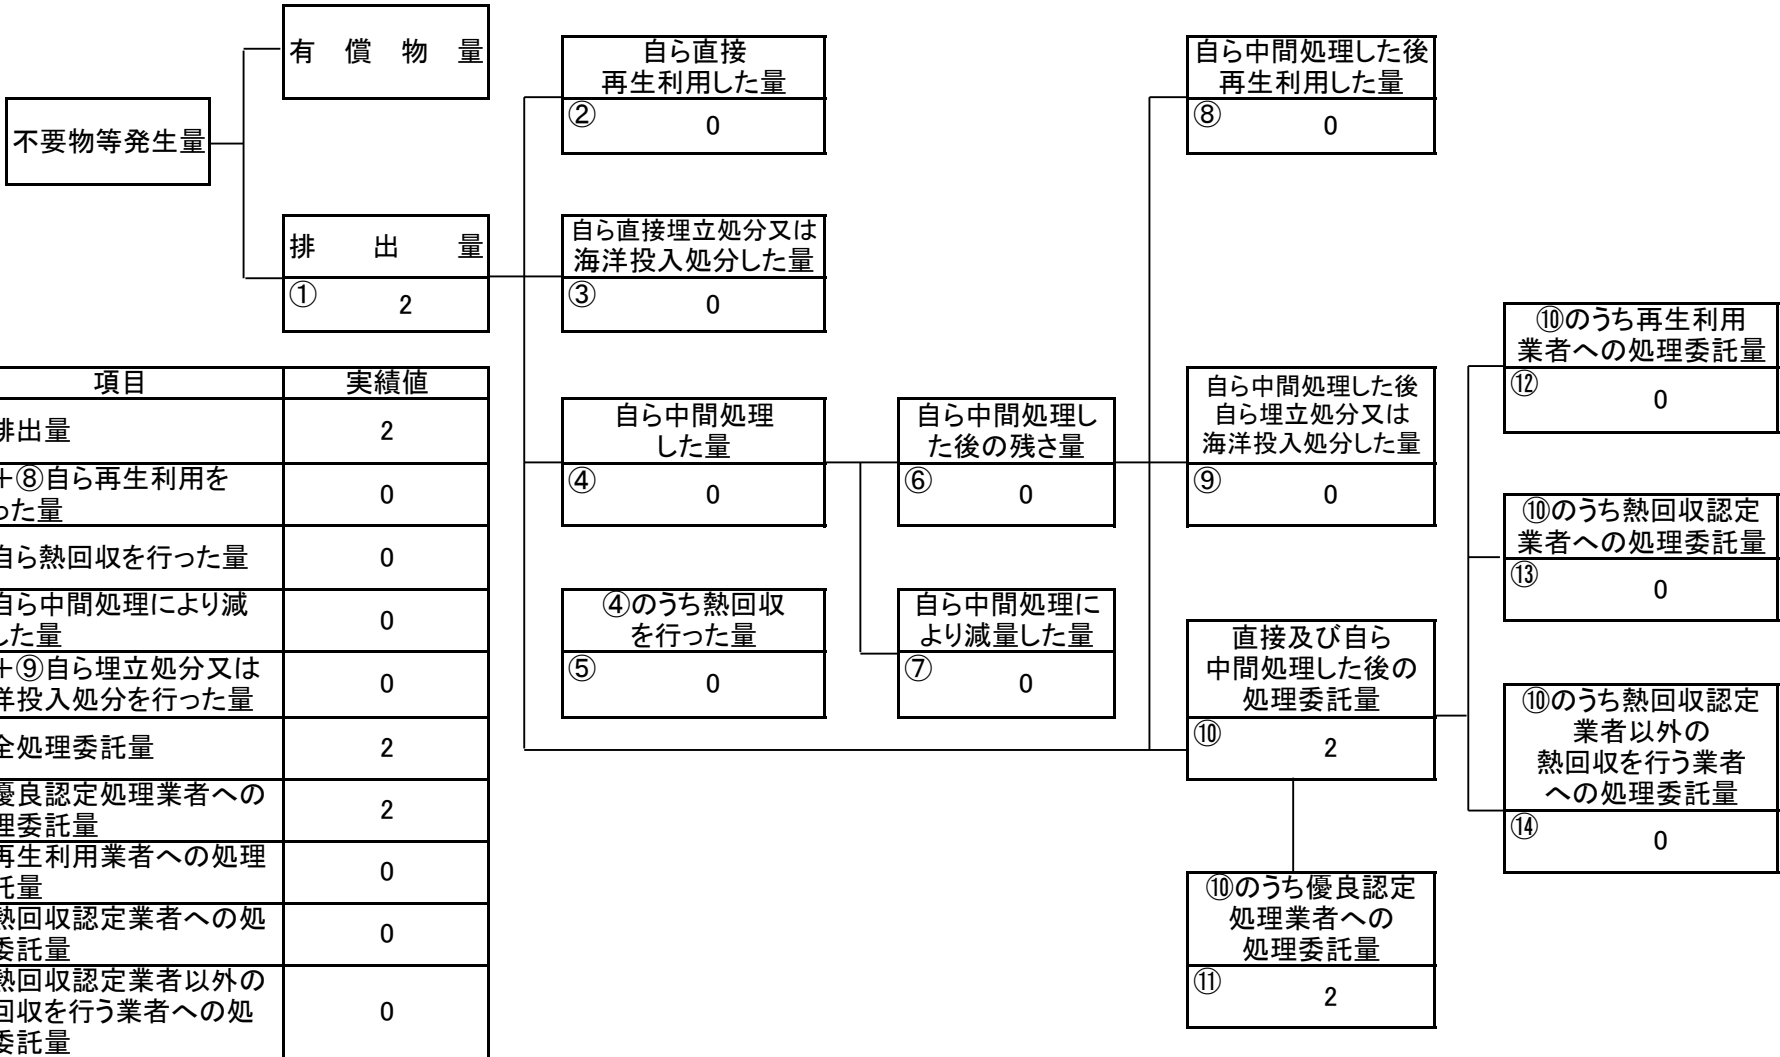 有 償 物 量
不要物等発生量
排 出 量
① 2
自ら直接
再生利用した量
② 0
自ら直接埋立処分又は
海洋投入処分した量
③ 0
自ら中間処理
した量
④ 0
④のうち熱回収
を行った量
⑤ 0
自ら中間処理し
た後の残さ量
⑥ 0
自ら中間処理に
より減量した量
⑦ 0
自ら中間処理した後
再生利用した量
⑧ 0
自ら中間処理した後
自ら埋立処分又は
海洋投入処分した量
⑨ 0
直接及び自ら
中間処理した後の
処理委託量
⑩ 2
⑩のうち優良認定
処理業者への
処理委託量
⑪ 2
⑩のうち再生利用
業者への処理委託量
⑫ 0
⑩のうち熱回収認定
業者への処理委託量
⑬ 0
⑩のうち熱回収認定
業者以外の
熱回収を行う業者
への処理委託量
⑭ 0
項目 実績値
排出量 2
+⑧自ら再生利用を
った量 0
自ら熱回収を行った量 0
自ら中間処理により減
した量 0
+⑨自ら埋立処分又は
洋投入処分を行った量 0
全処理委託量 2
優良認定処理業者への
理委託量 2
再生利用業者への処理
託量 0
熱回収認定業者への処
委託量 0
熱回収認定業者以外の
回収を行う業者への処
委託量 0